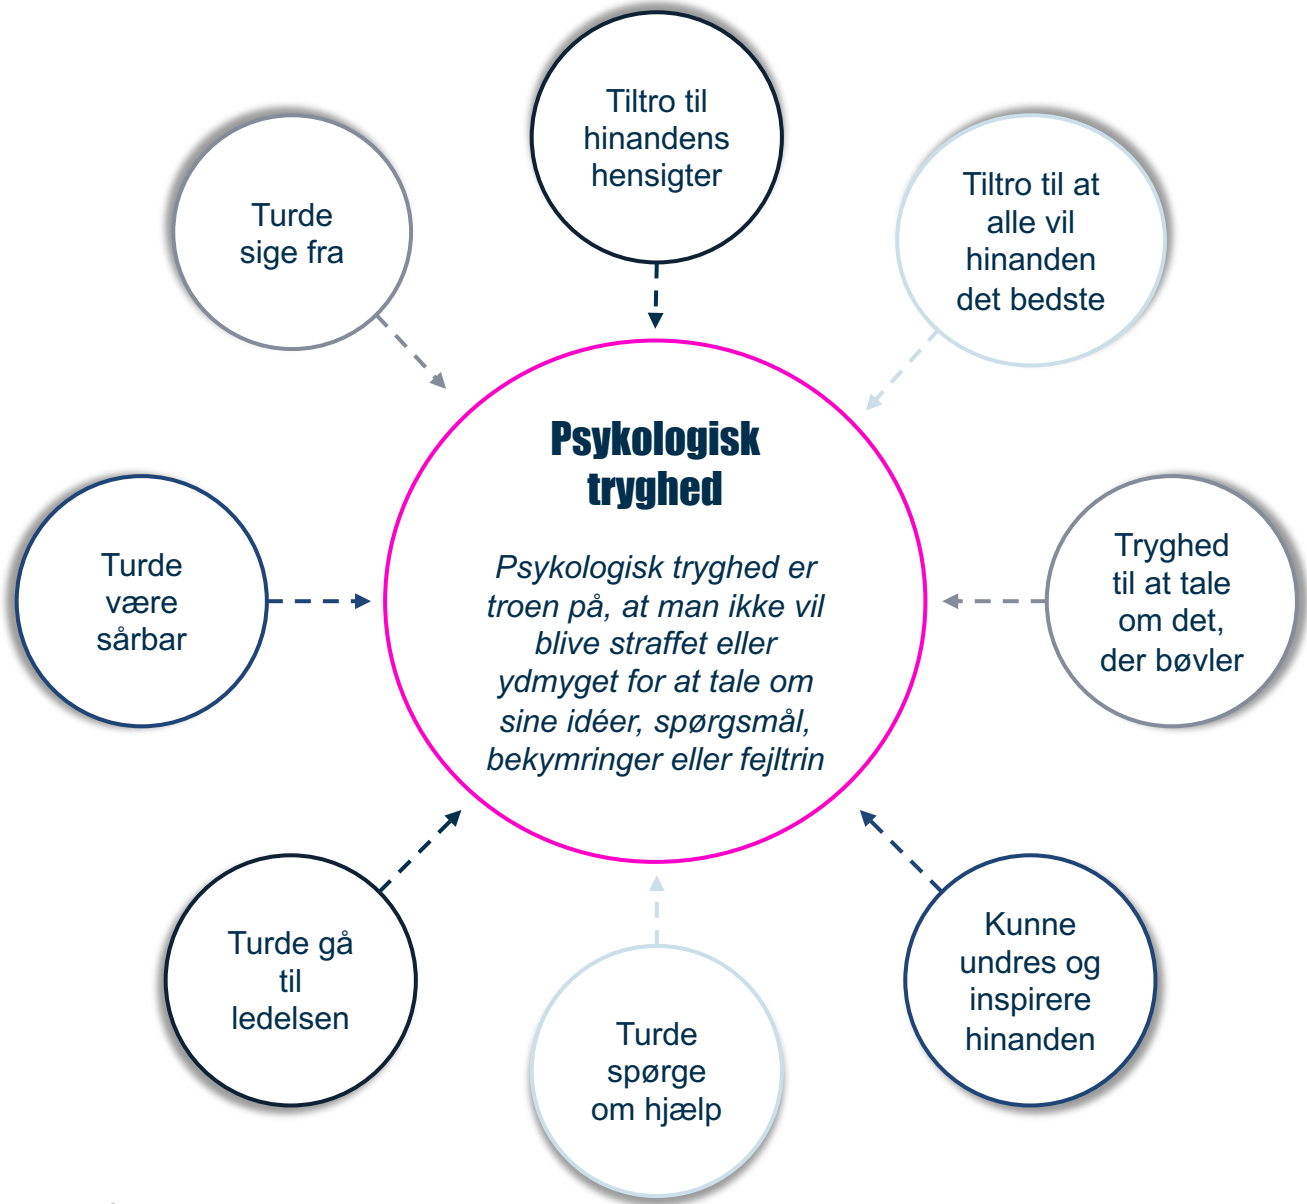 Tiltro til
hinandens
hensigter
Tiltro til at
alle vil
hinanden
det bedste
Tryghed
til at tale
om det,
der bøvler
Kunne
undres og
inspirere
hinanden
Turde
spørge
om hjælp
Turde gå
til
ledelsen
Turde
være
sårbar
Turde
sige fra
Psykologisk
tryghed
Psykologisk tryghed er
troen på, at man ikke vil
blive straffet eller
ydmyget for at tale om
sine idéer, spørgsmål,
bekymringer eller fejltrin